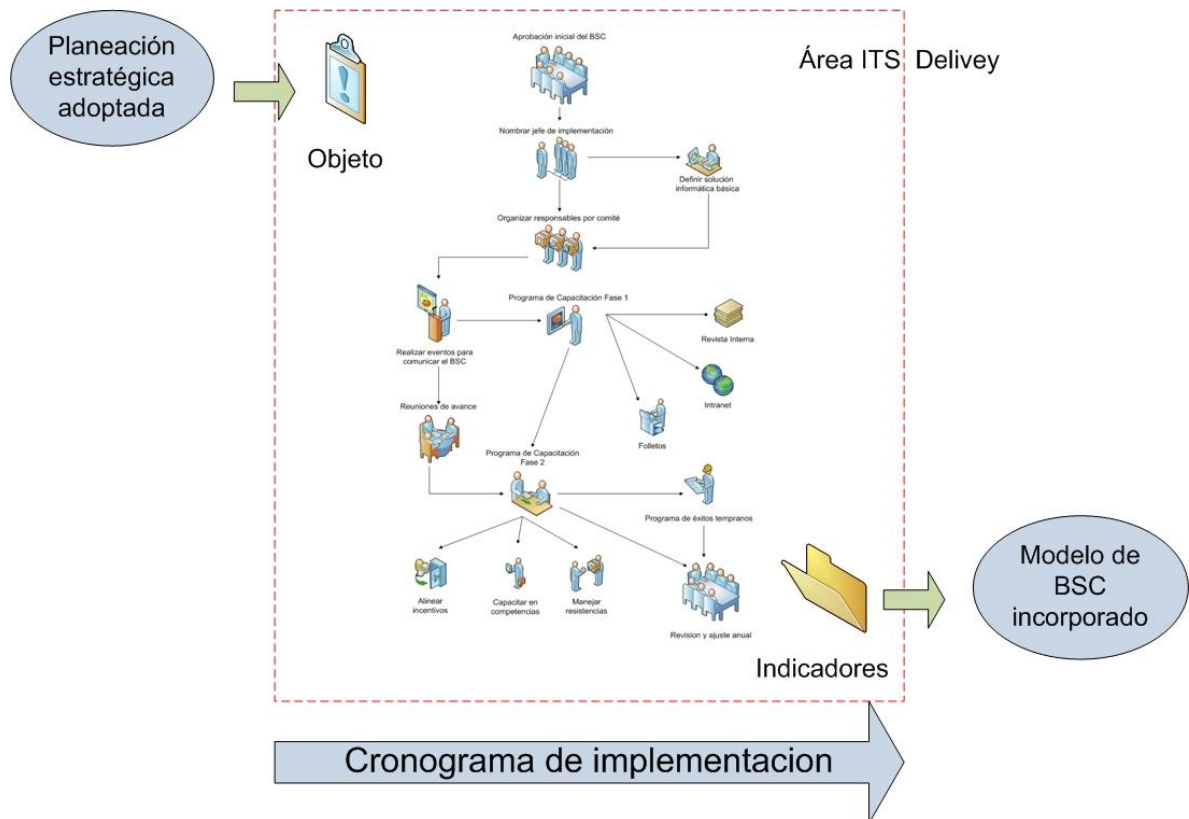 Planeación
estratégica
adoptada
Objeto
Área ITS Delivey
Aprobación inicial del BSC
Nombrar jefe de implementación
Definir solución
informática básica
Organizar responsables por comité
Programa de Capacitación Fase 1
Realizar eventos para
comunicar el BSC
Revista Interna
Intranet
Folletos
Reuniones de avance
Programa de Capacitación
Fase 2
Programa de éxitos tempranos
Alinear
incentivos
Capacitar en
competencias
Manejar
resistencias
Revision y ajuste anual
Indicadores
Modelo de
BSC
incorporado
Cronograma de implementacion